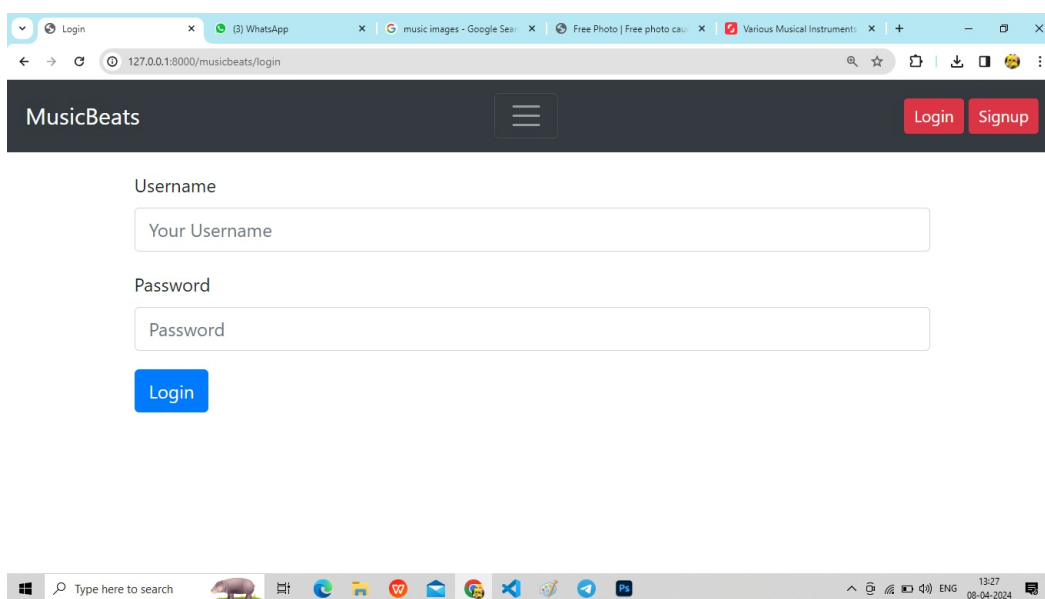 Login
(3) WhatsApp
music images - Google Sear
Free Photo | Free photo cau
Various Musical Instruments
127.0.0.1:8000/musicbeats/login
MusicBeats
Login Signup
Username
Your Username
Password
Password
Login
Type here to search
W
Ps
ENG
13:27
08-04-2024